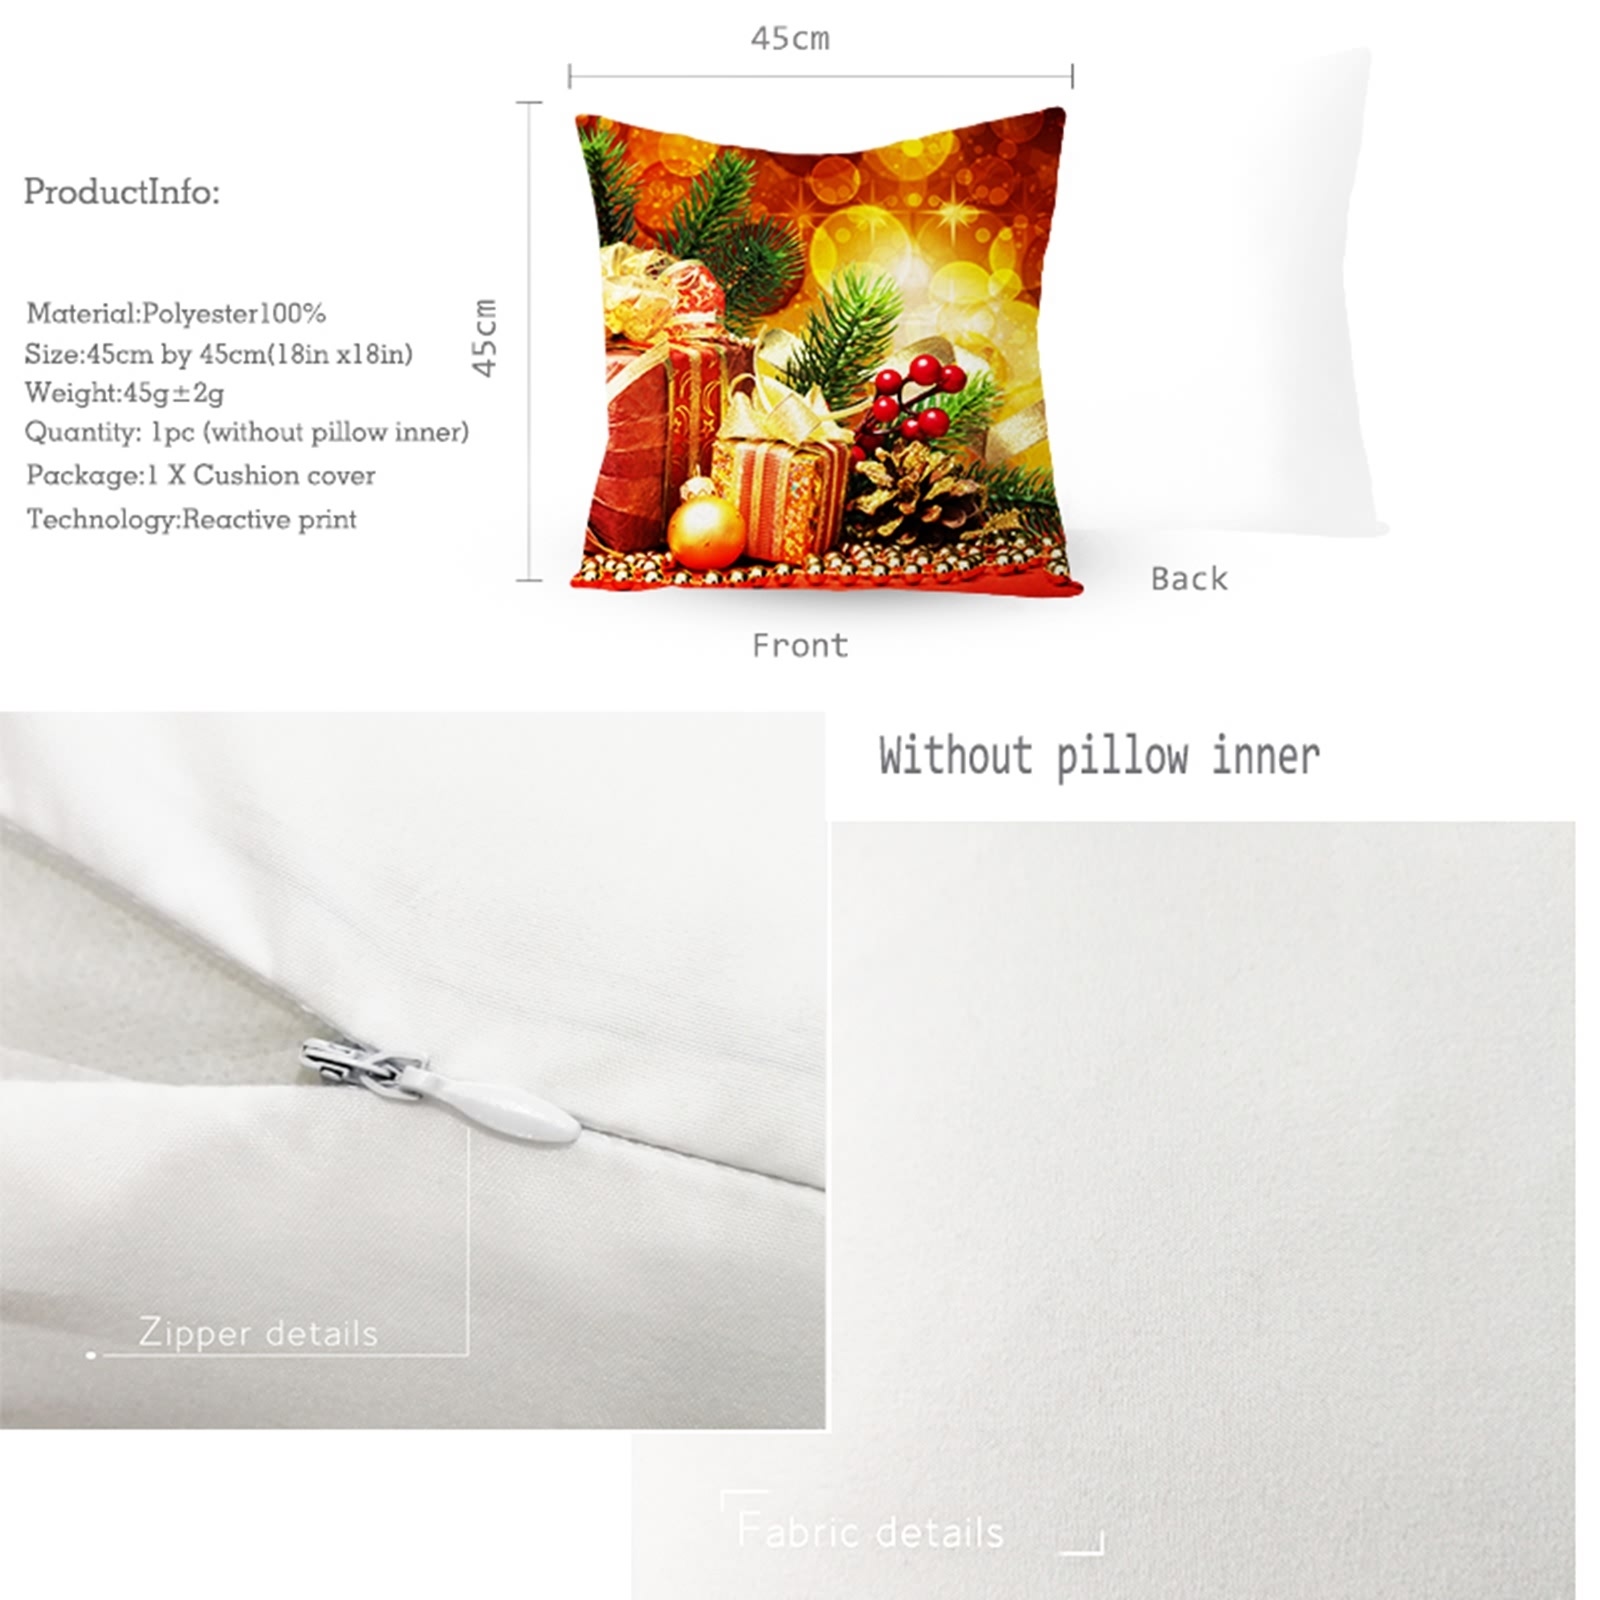 45cm
45cm
ProductInfo:
Material:Polyester100%
Size:45cm by 45cm(18in x18in)
Weight:45g±2g
Quantity: 1pc (without pillow inner)
Package:1 X Cushion cover
Technology:Reactive print
Back
Front
Without pillow inner
Zipper details
Fabric details